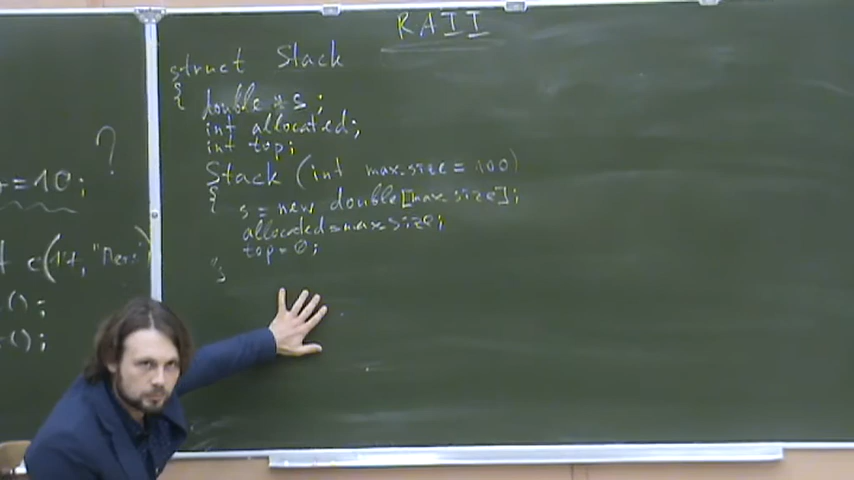 RAII
struct Stack
{
double *s;
int allocated;
int top;
Stack (int max_size = 100)
{
s = new double[max_size];
allocated = max_size;
top = 0;
}
?
=10;
();
();